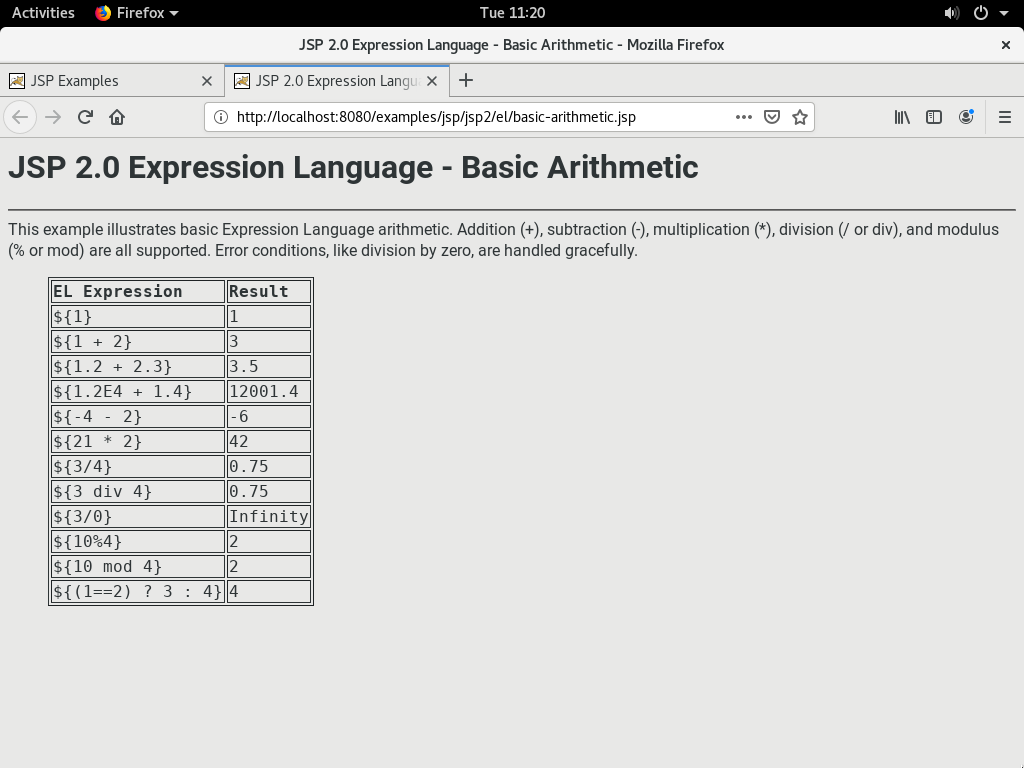 Activities Firefox Tue 11:20
JSP 2.0 Expression Language - Basic Arithmetic - Mozilla Firefox
JSP Examples JSP 2.0 Expression Langu
http://localhost:8080/examples/jsp/jsp2/el/basic-arithmetic.jsp
JSP 2.0 Expression Language - Basic Arithmetic
This example illustrates basic Expression Language arithmetic. Addition (+), subtraction (-), multiplication (*), division (/ or div), and modulus
(% or mod) are all supported. Error conditions, like division by zero, are handled gracefully.
EL Expression Result
${1} 1
${1 + 2} 3
${1.2 + 2.3} 3.5
${1.2E4 + 1.4} 12001.4
${-4 - 2} -6
${21 * 2} 42
${3/4} 0.75
${3 div 4} 0.75
${3/0} Infinity
${10%4} 2
${10 mod 4} 2
${(1==2) ? 3 : 4} 4